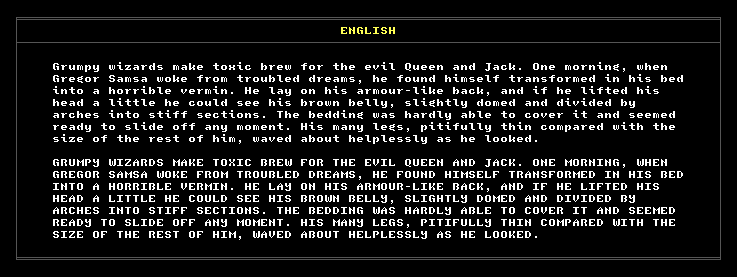 ENGLISH
Grumpy wizards make toxic brew for the evil Queen and Jack. One morning, when
Gregor Samsa woke from troubled dreams, he found himself transformed in his bed
into a horrible vermin. He lay on his armour-like back, and if he lifted his
head a little he could see his brown belly, slightly domed and divided by
arches into stiff sections. The bedding was hardly able to cover it and seemed
ready to slide off any moment. His many legs, pitifully thin compared with the
size of the rest of him, waved about helplessly as he looked.
GRUMPY WIZARDS MAKE TOXIC BREW FOR THE EVIL QUEEN AND JACK. ONE MORNING, WHEN
GREGOR SAMSA WOKE FROM TROUBLED DREAMS, HE FOUND HIMSELF TRANSFORMED IN HIS BED
INTO A HORRIBLE VERMIN. HE LAY ON HIS ARMOUR-LIKE BACK, AND IF HE LIFTED HIS
HEAD A LITTLE HE COULD SEE HIS BROWN BELLY, SLIGHTLY DOMED AND DIVIDED BY
ARCHES INTO STIFF SECTIONS. THE BEDDING WAS HARDLY ABLE TO COVER IT AND SEEMED
READY TO SLIDE OFF ANY MOMENT. HIS MANY LEGS, PITIFULLY THIN COMPARED WITH THE
SIZE OF THE REST OF HIM, WAVED ABOUT HELPLESSLY AS HE LOOKED.